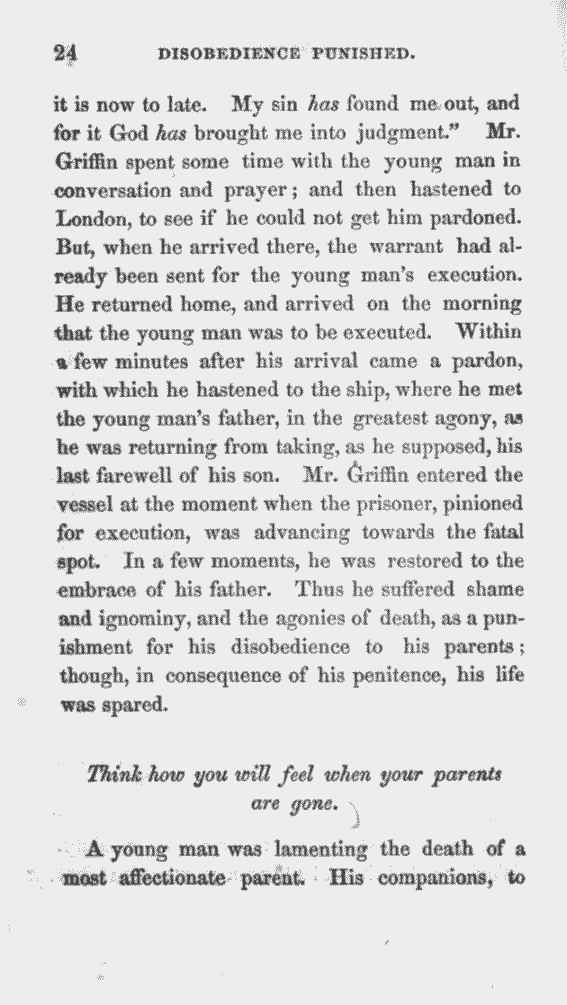 24 DISOBEDIENCE PUNISHED.
it is now to late. My sin has found me out, and
for it God has brought me into judgment.” Mr.
Griffin spent some time with the young man in
conversation and prayer; and then hastened to
London, to see if he could not get him pardoned.
But, when he arrived there, the warrant had al-
ready been sent for the young man’s execution.
He returned home, and arrived on the morning
that the young man was to be executed. Within
a few minutes after his arrival came a pardon,
with which he hastened to the ship, where he met
the young man’s father, in the greatest agony, as
he was returning from taking, as he supposed, his
last farewell of his son. Mr. Griffin entered the
vessel at the moment when the prisoner, pinioned
for execution, was advancing towards the fatal
spot. In a few moments, he was restored to the
embrace of his father. Thus he suffered shame
and ignominy, and the agonies of death, as a pun-
ishment for his disobedience to his parents;
though, in consequence of his penitence, his life
was spared.
Think how you will feel when your parents
are gone.
A young man was lamenting the death of a
most affectionate parent. His companions, to